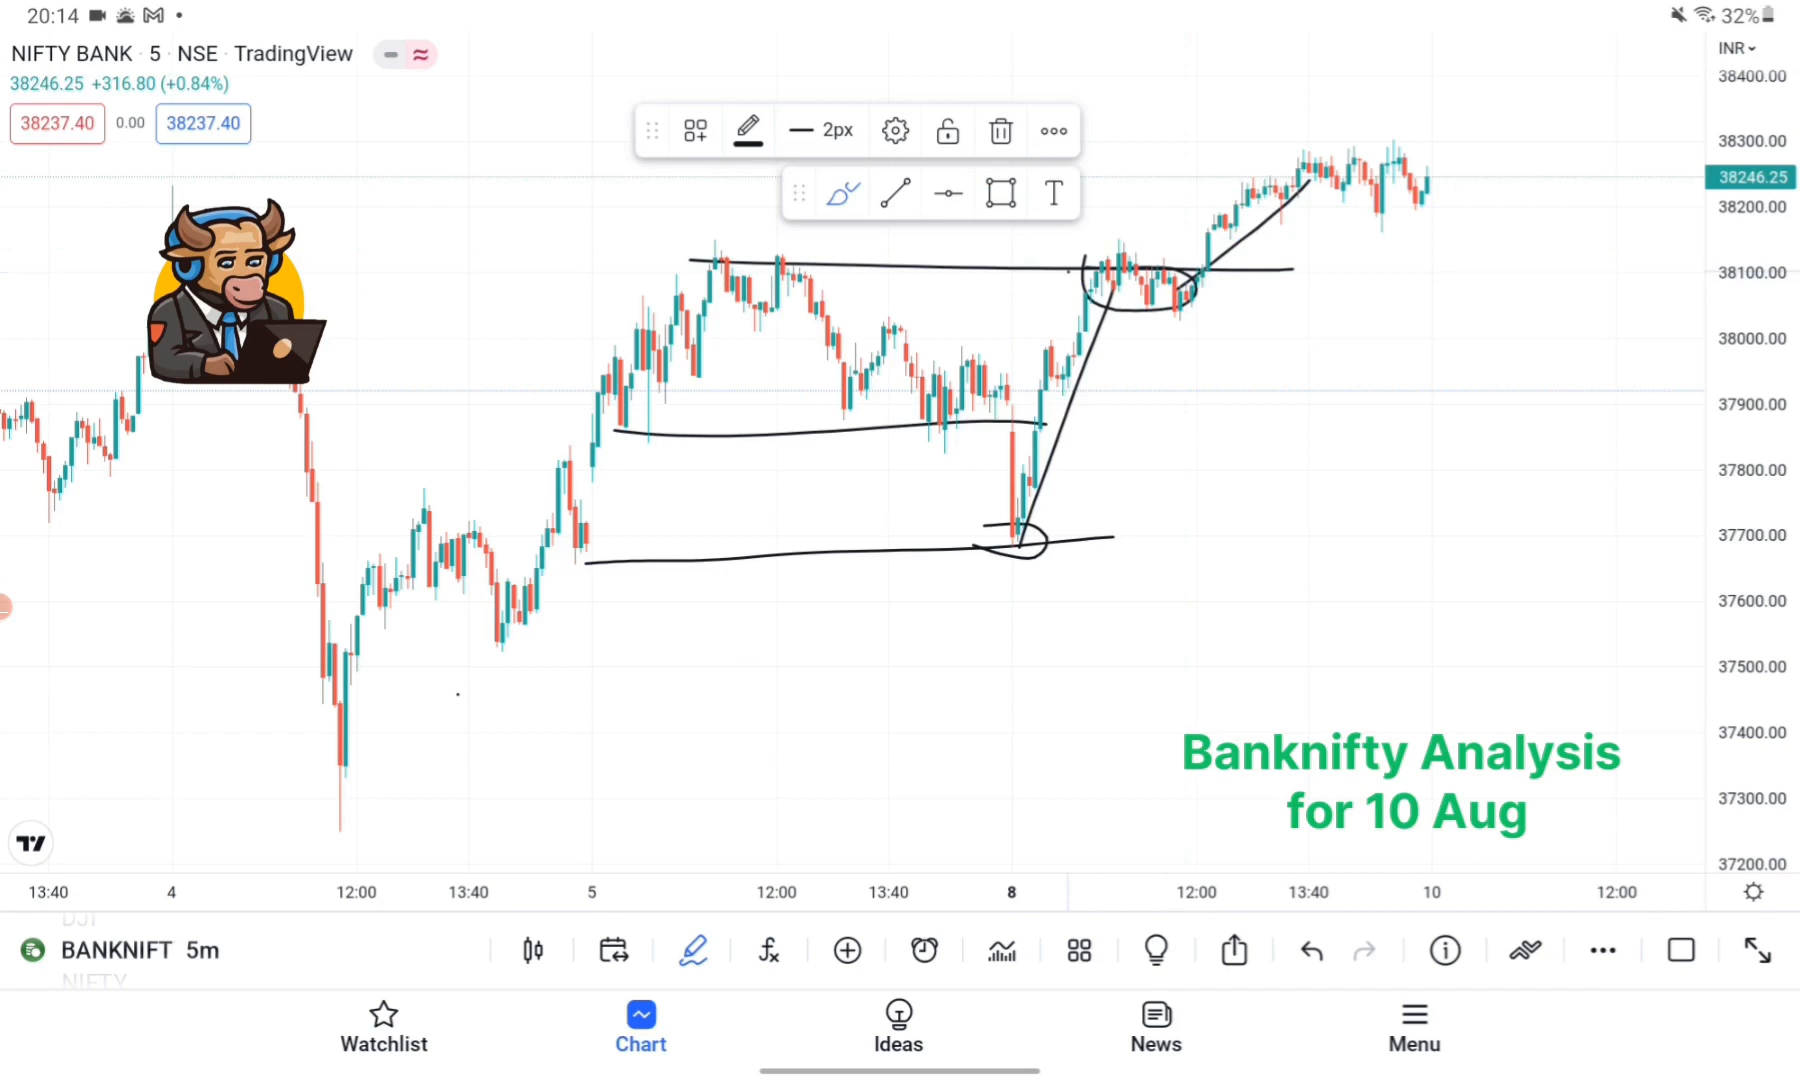 20:14
32%
NIFTY BANK · 5 · NSE · TradingView
INR
38246.25 +316.80 (+0.84%)
38237.40 0.00 38237.40
2px
T
38400.00
38300.00
38246.25
38200.00
38100.00
38000.00
37900.00
37800.00
37700.00
37600.00
37500.00
37400.00
37300.00
37200.00
Banknifty Analysis
for 10 Aug
13:40 4 12:00 13:40 5 12:00 13:40 8 12:00 13:40 10 12:00
DJI
BANKNIFT 5m
NIFTY
Watchlist Chart Ideas News Menu